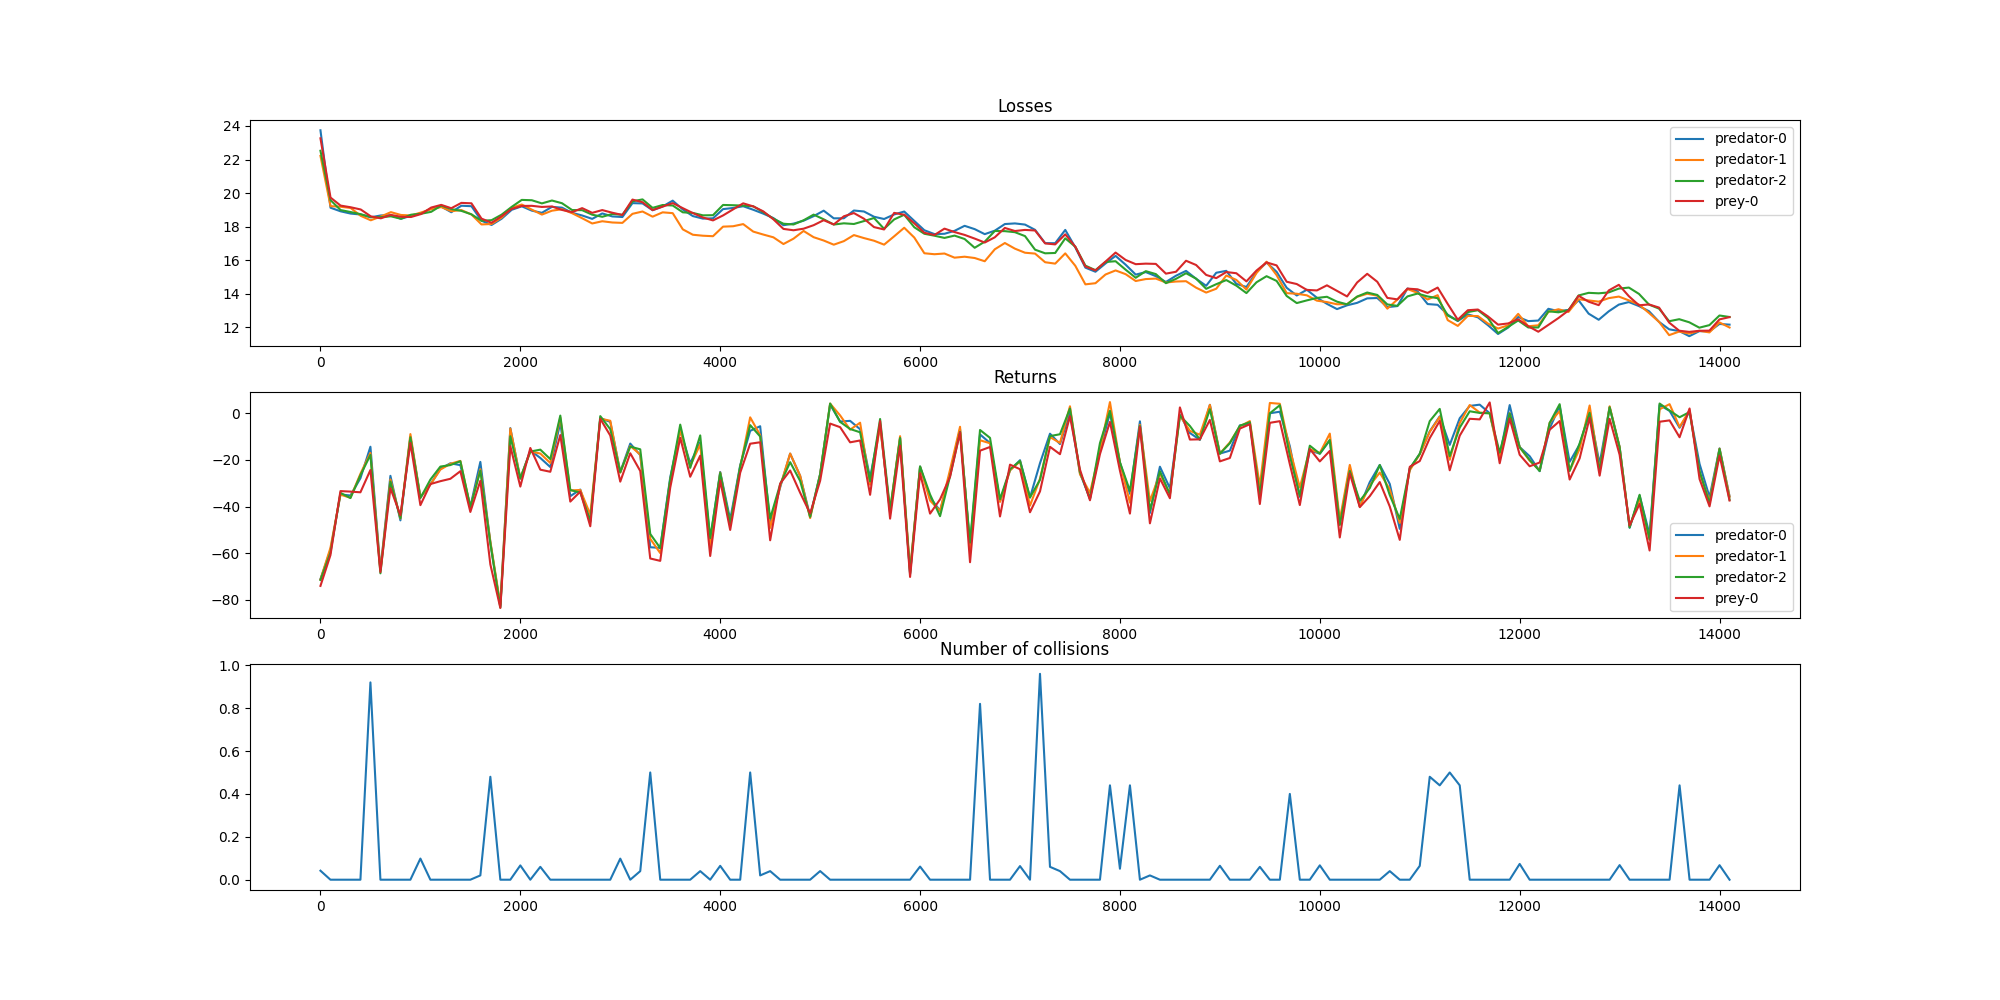 Losses
24
22
20
18
16
14
12
predator-0
predator-1
predator-2
prey-0
0 2000 4000 6000 8000 10000 12000 14000
Returns
0
−20
−40
−60
−80
predator-0
predator-1
predator-2
prey-0
0 2000 4000 6000 8000 10000 12000 14000
Number of collisions
1.0
0.8
0.6
0.4
0.2
0.0
0 2000 4000 6000 8000 10000 12000 14000